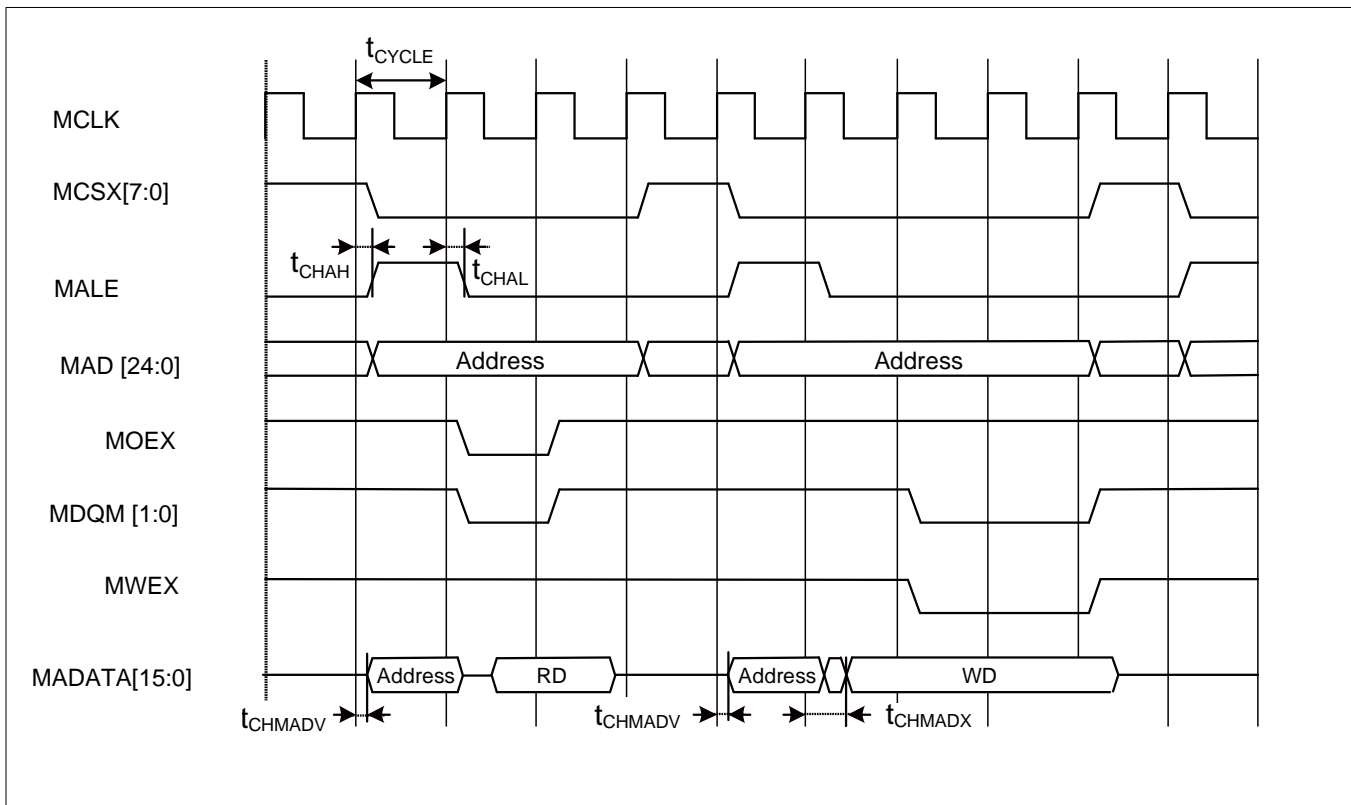 tCYCLE
MCLK
MCSX[7:0]
tCHAH
tCHAL
MALE
MAD [24:0]
Address
Address
MOEX
MDQM [1:0]
MWEX
MADATA[15:0]
Address
RD
Address
WD
tCHMADV
tCHMADV
tCHMADX